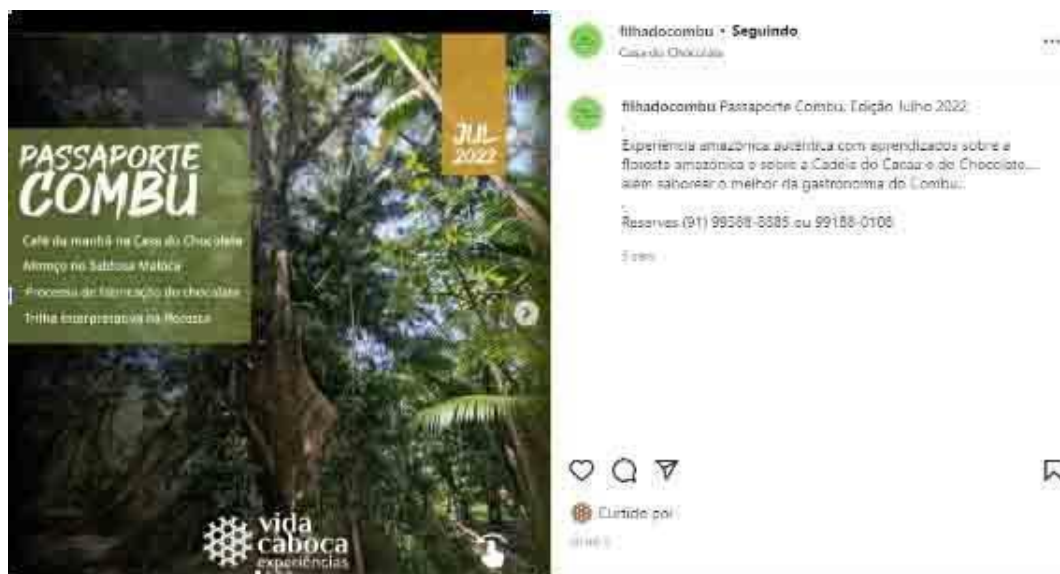 PASSAPORTE
COMBU
JUL
2022
Café da manhã na Casa do Chocolate
Almoço no Saldosa Maloca
Processo de fabricação do chocolate
Trilha interpretativa na floresta
vida
caboca
experiências
filhadocombu • Seguindo
Casa do Chocolate
filhadocombu Passaporte Combu. Edição Julho 2022
.
Experiência amazônica autêntica com aprendizados sobre a
floresta amazônica e sobre a Cadeia do Cacau e do Chocolate....
além saborear o melhor da gastronomia do Combu..
.
Reservas (91) ou 99188-0108
Curtido por